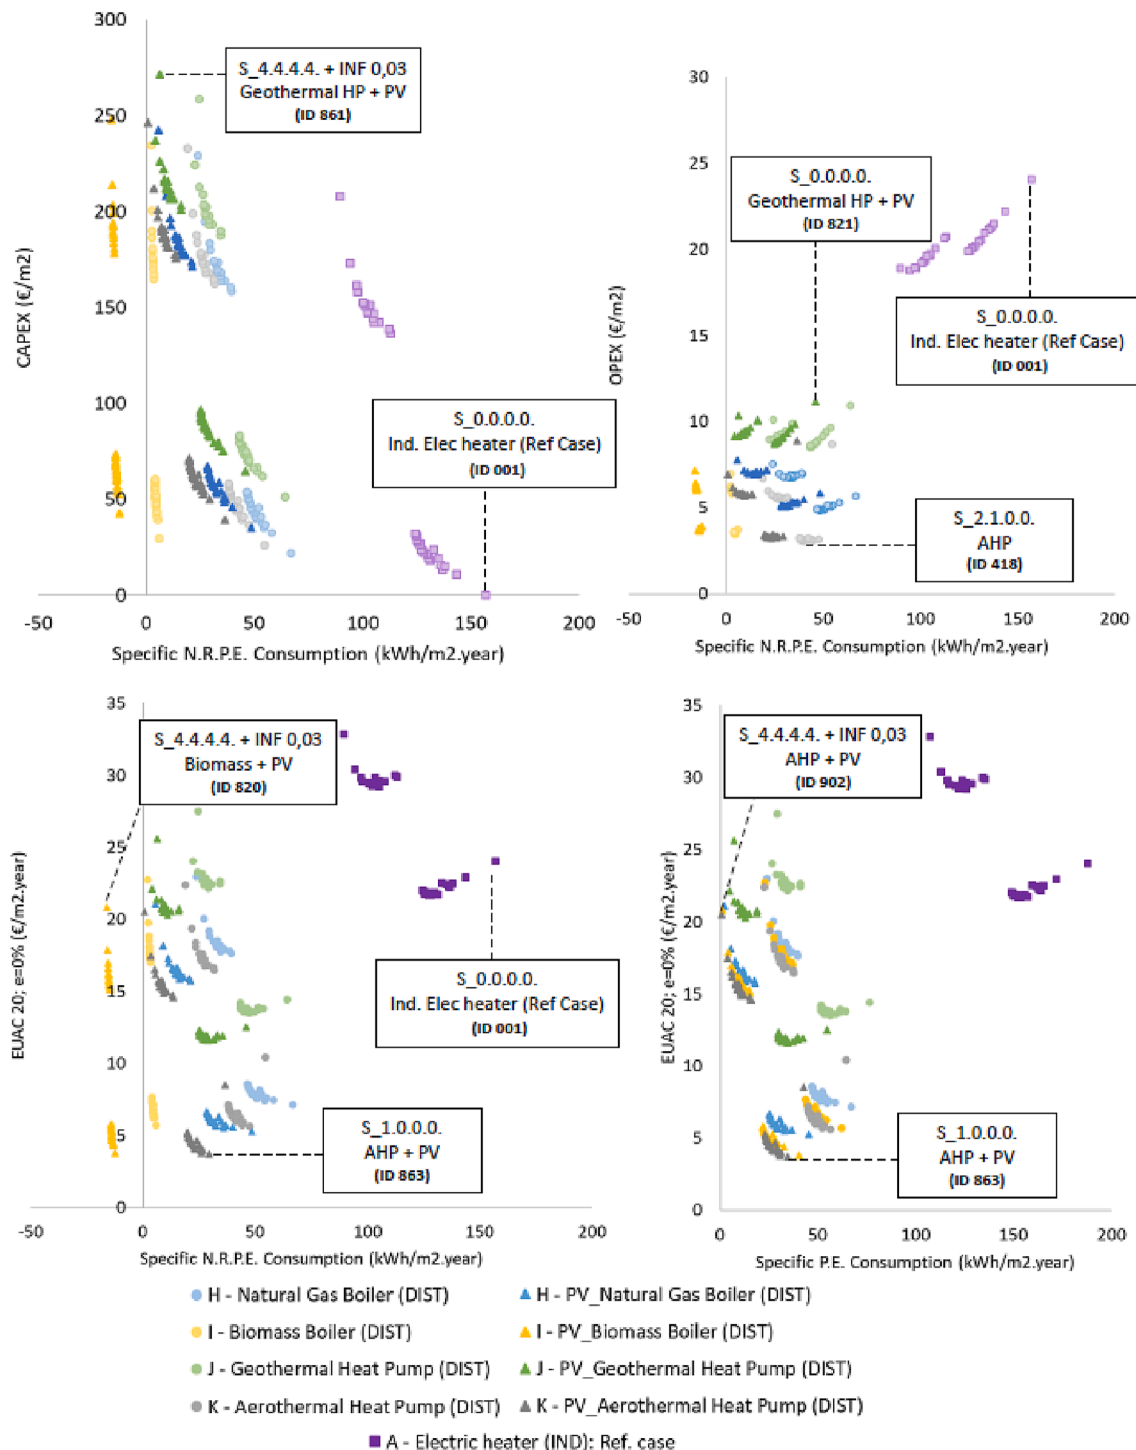 300
250
200
150
100
50
0
-50
0
50
100
150
200
CAPEX (€/m2)
Specific N.R.P.E. Consumption (kWh/m2.year)
S_4.4.4.4. + INF 0,03
Geothermal HP + PV
(ID 861)
S_0.0.0.0.
Ind. Elec heater (Ref Case)
(ID 001)
30
25
20
15
10
5
0
-50
0
50
100
150
200
OPEX (€/m2)
Specific N.R.P.E. Consumption (kWh/m2.year)
S_0.0.0.0.
Geothermal HP + PV
(ID 821)
S_0.0.0.0.
Ind. Elec heater (Ref Case)
(ID 001)
S_2.1.0.0.
AHP
(ID 418)
35
30
25
20
15
10
5
0
-50
0
50
100
150
200
EUAC 20; e=0% (€/m2.year)
Specific N.R.P.E. Consumption (kWh/m2.year)
S_4.4.4.4. + INF 0,03
Biomass + PV
(ID 820)
S_0.0.0.0.
Ind. Elec heater (Ref Case)
(ID 001)
S_1.0.0.0.
AHP + PV
(ID 863)
35
30
25
20
15
10
5
0
0
50
100
150
200
EUAC 20; e=0% (€/m2.year)
Specific P.E. Consumption (kWh/m2.year)
S_4.4.4.4. + INF 0,03
AHP + PV
(ID 902)
S_1.0.0.0.
AHP + PV
(ID 863)
H - Natural Gas Boiler (DIST)
H - PV_Natural Gas Boiler (DIST)
I - Biomass Boiler (DIST)
I - PV_Biomass Boiler (DIST)
J - Geothermal Heat Pump (DIST)
J - PV_Geothermal Heat Pump (DIST)
K - Aerothermal Heat Pump (DIST)
K - PV_Aerothermal Heat Pump (DIST)
A - Electric heater (IND): Ref. case